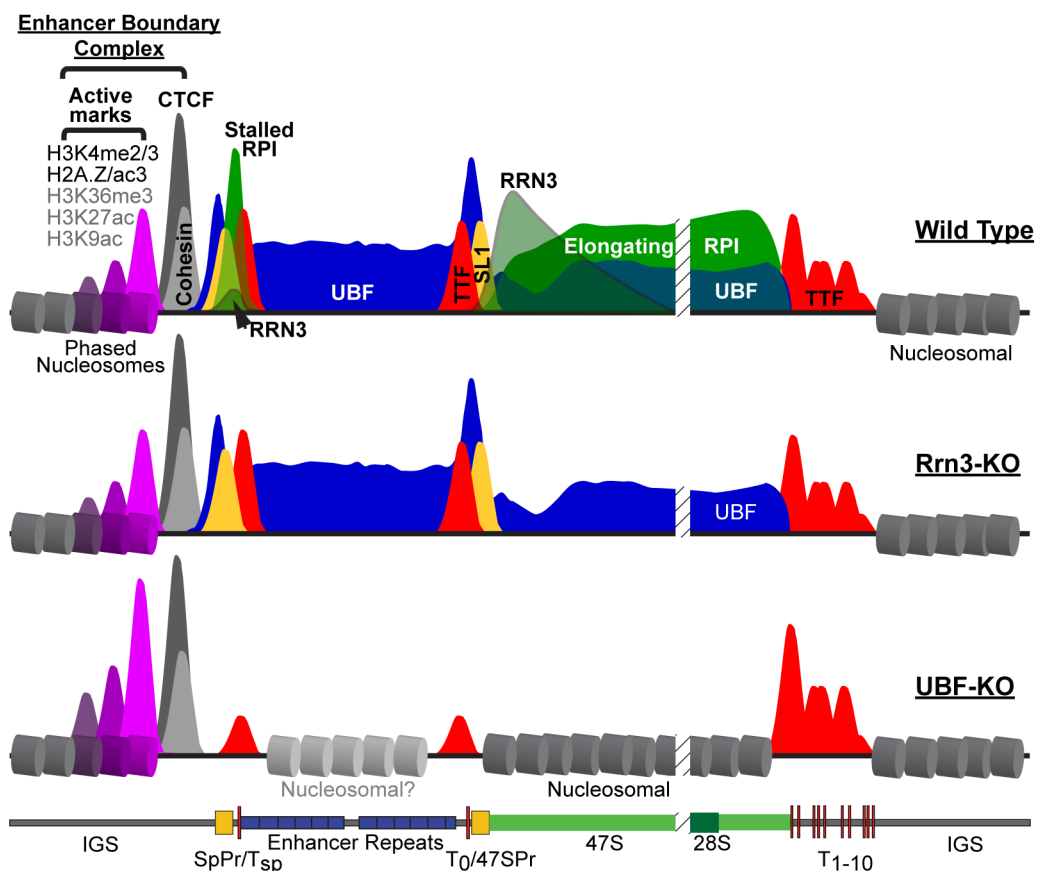 Enhancer Boundary
Complex
Active
marks
CTCF
H3K4me2/3
H2A.Z/ac3
H3K36me3
H3K27ac
H3K9ac
Cohesin
Stalled
RPI
RRN3
UBF
TTF
SL1
RRN3
Elongating
RPI
UBF
TTF
Wild Type
Phased
Nucleosomes
Nucleosomal
Rrn3-KO
UBF
UBF-KO
Nucleosomal?
Nucleosomal
IGS
SpPr/Tsp
Enhancer Repeats
T0/47SPr
47S
28S
T1-10
IGS